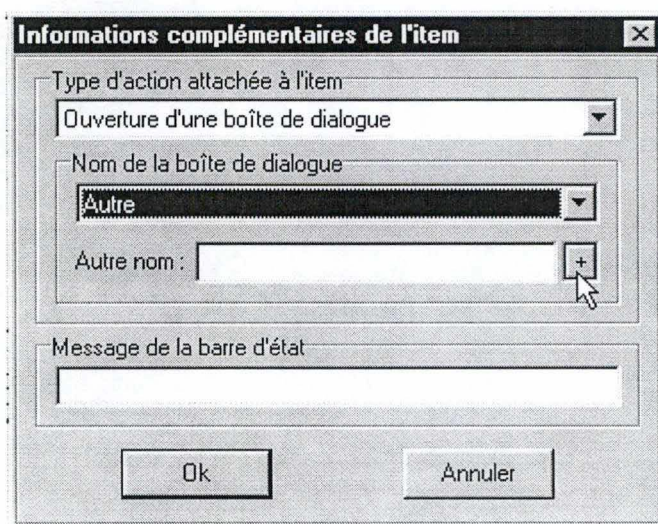 Informations complémentaires de l'item
Type d'action attachée à l'item
Ouverture d'une boîte de dialogue
Nom de la boîte de dialogue
Autre
Autre nom :
+
Message de la barre d'état
Ok
Annuler